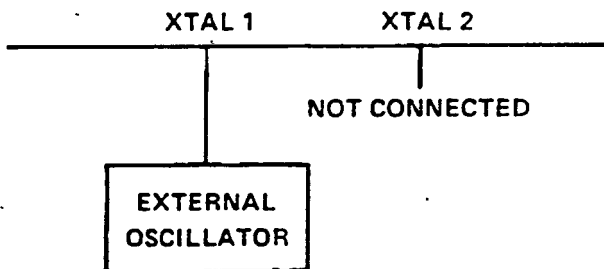 XTAL 1 XTAL 2
NOT CONNECTED
EXTERNAL
OSCILLATOR